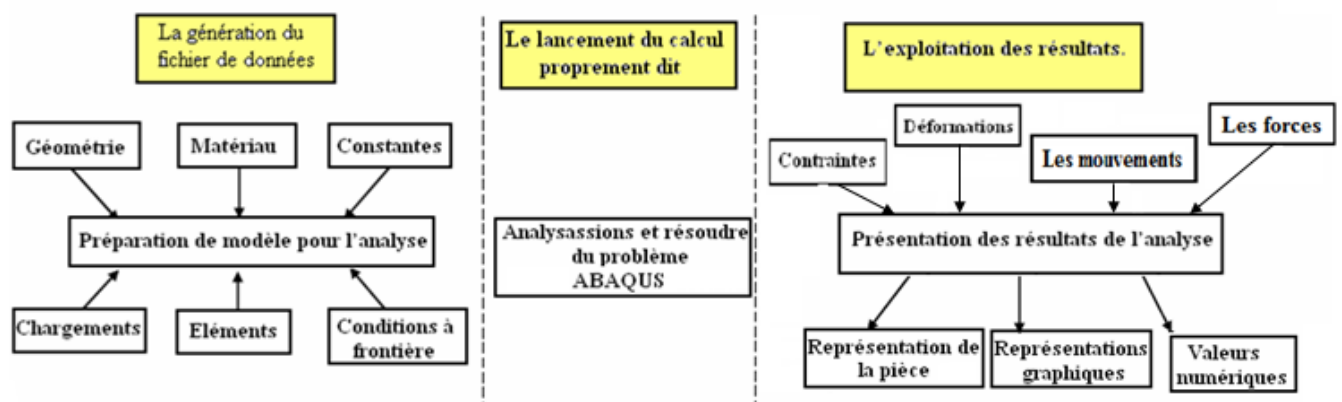 La génération du
fichier de données
Le lancement du calcul
proprement dit
L'exploitation des résultats.
Géométrie
Matériau
Constantes
Préparation de modèle pour l'analyse
Chargements
Eléments
Conditions à
frontière
Analysassions et résoudre
du problème
ABAQUS
Contraintes
Déformations
Les mouvements
Les forces
Présentation des résultats de l'analyse
Représentation de
la pièce
Représentations
graphiques
Valeurs
numériques